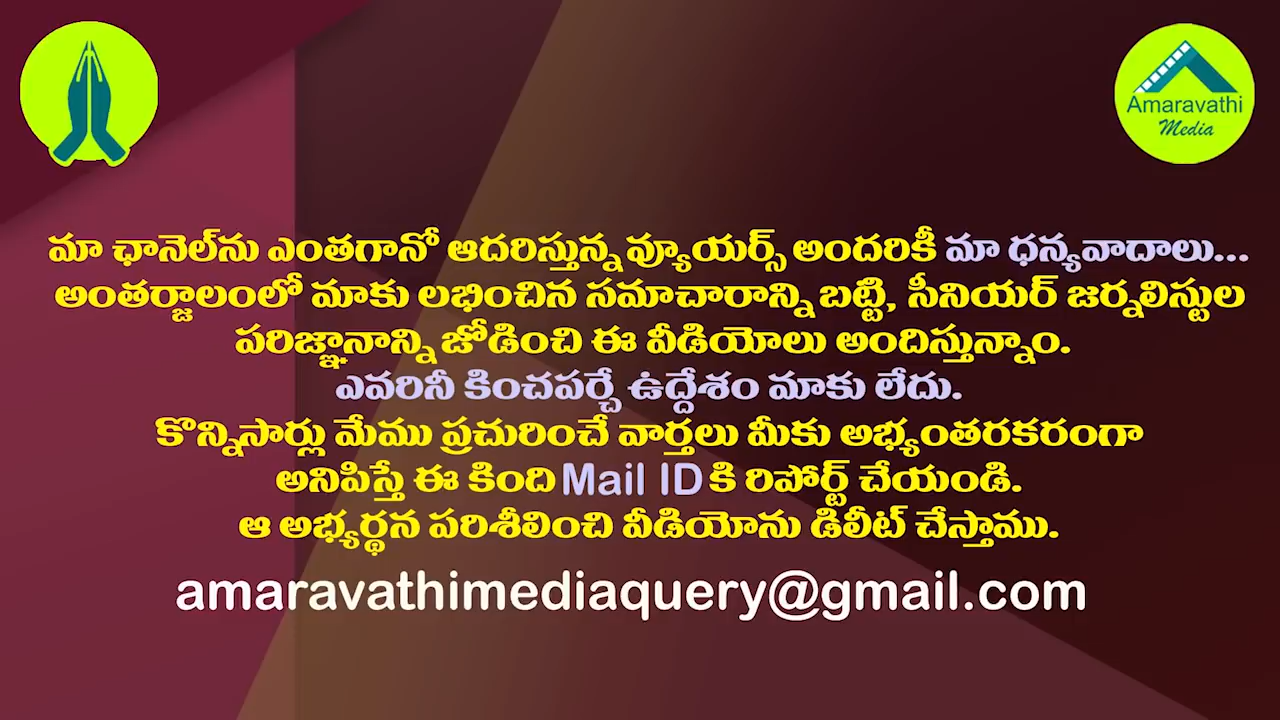 Amaravathi
Media
మా ఛానెల్‌ను ఎంతగానో ఆదరిస్తున్న వ్యూయర్స్ అందరికీ మా ధన్యవాదాలు...
అంతర్జాలంలో మాకు లభించిన సమాచారాన్ని బట్టి, సీనియర్ జర్నలిస్టుల
పరిజ్ఞానాన్ని జోడించి ఈ వీడియోలు అందిస్తున్నాం.
ఎవరినీ కించపర్చే ఉద్దేశం మాకు లేదు.
కొన్నిసార్లు మేము ప్రచురించే వార్తలు మీకు అభ్యంతరకరంగా
అనిపిస్తే ఈ కింది Mail ID కి రిపోర్ట్ చేయండి.
ఆ అభ్యర్థన పరిశీలించి వీడియోను డిలీట్ చేస్తాము.
amaravathimediaquery@gmail.com